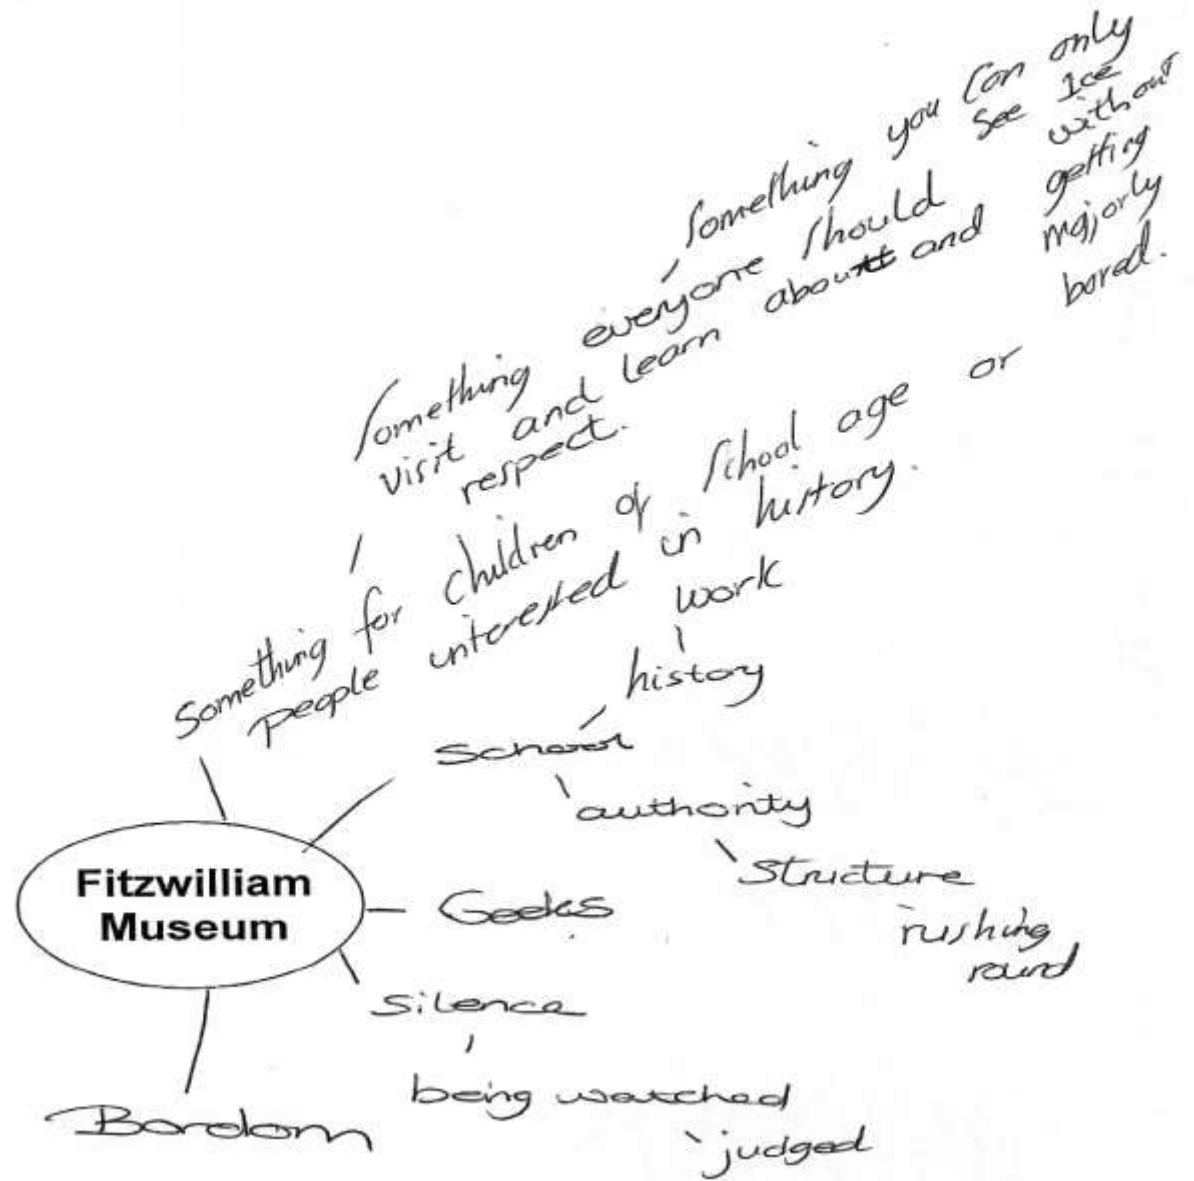 Something you can only
see 1ce
without
getting
majorly
bored.
Something everyone should
visit and learn about and
respect.
Something for children of school age or
people interested in history.
work
history
School
authority
Structure
rushing
round
Fitzwilliam
Museum
Geeks
Silence
being watched
judged
Bordom